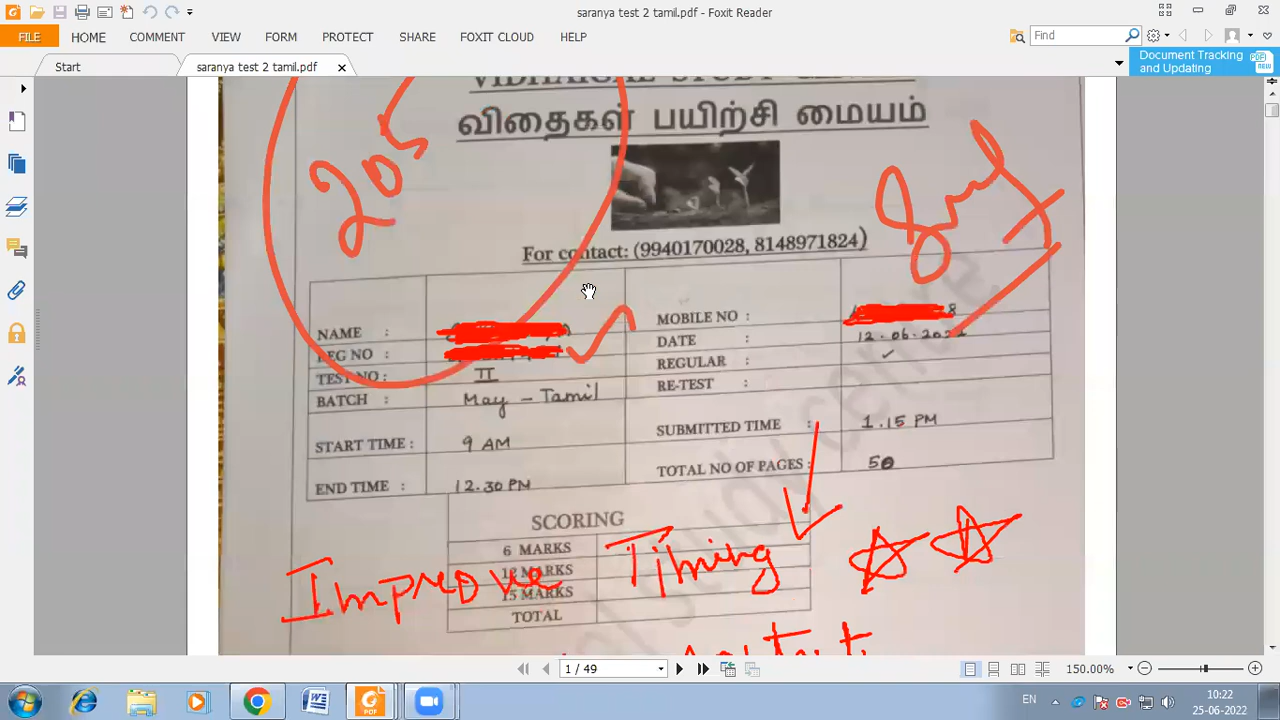 saranya test 2 tamil.pdf - Foxit Reader
FILE HOME COMMENT VIEW FORM PROTECT SHARE FOXIT CLOUD HELP
Find
Start
saranya test 2 tamil.pdf
Document Tracking
and Updating
விதைகள் பயிற்சி மையம்
205
For contact: (9940170028, 8148971824)
NAME :
MOBILE NO :
REG NO :
DATE : 12.06.202
TEST NO : II
REGULAR : ✓
BATCH : May - Tamil
RE-TEST :
START TIME : 9 AM
SUBMITTED TIME : 1.15 PM
END TIME : 12.30 PM
TOTAL NO OF PAGES : 50
SCORING
6 MARKS
MARKS
15 MARKS
TOTAL
Improve Timing
1 / 49
150.00%
EN
10:22
25-06-2022